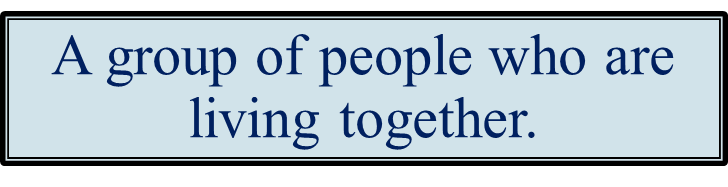 A group of people who are
living together.